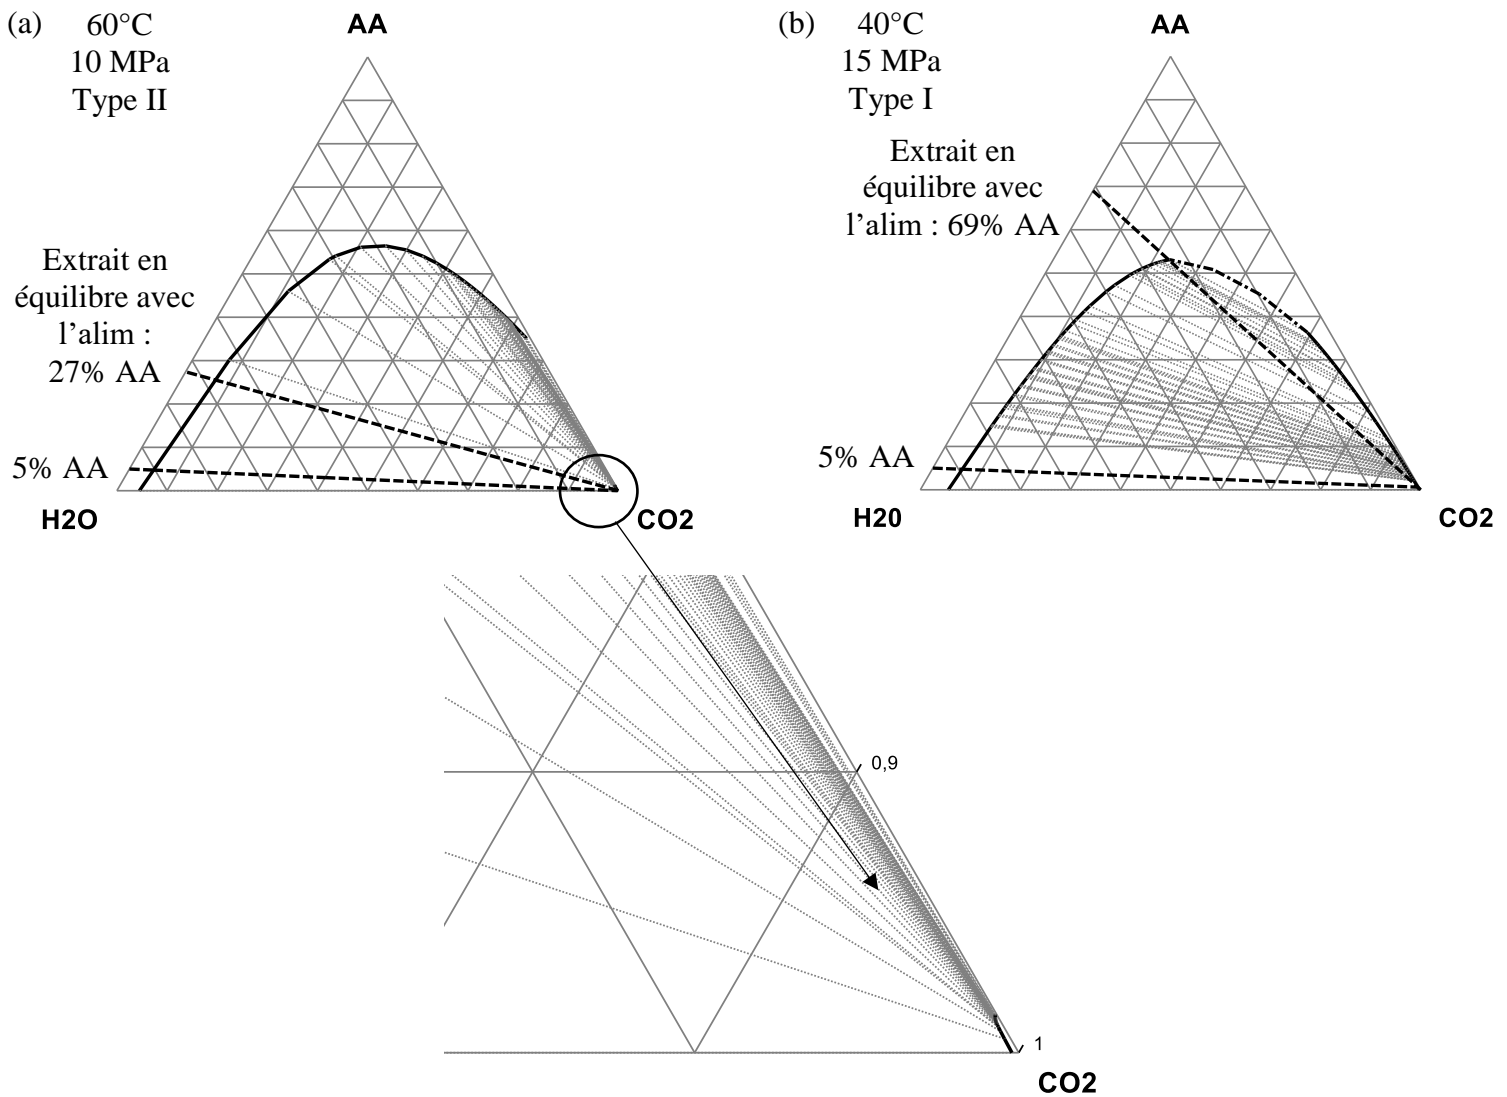 (a) 60°C
10 MPa
Type II
AA
Extrait en
équilibre avec
l'alim :
27% AA
5% AA
H2O
CO2
(b) 40°C
15 MPa
Type I
AA
Extrait en
équilibre avec
l'alim : 69% AA
5% AA
H20
CO2
0,9
1
CO2